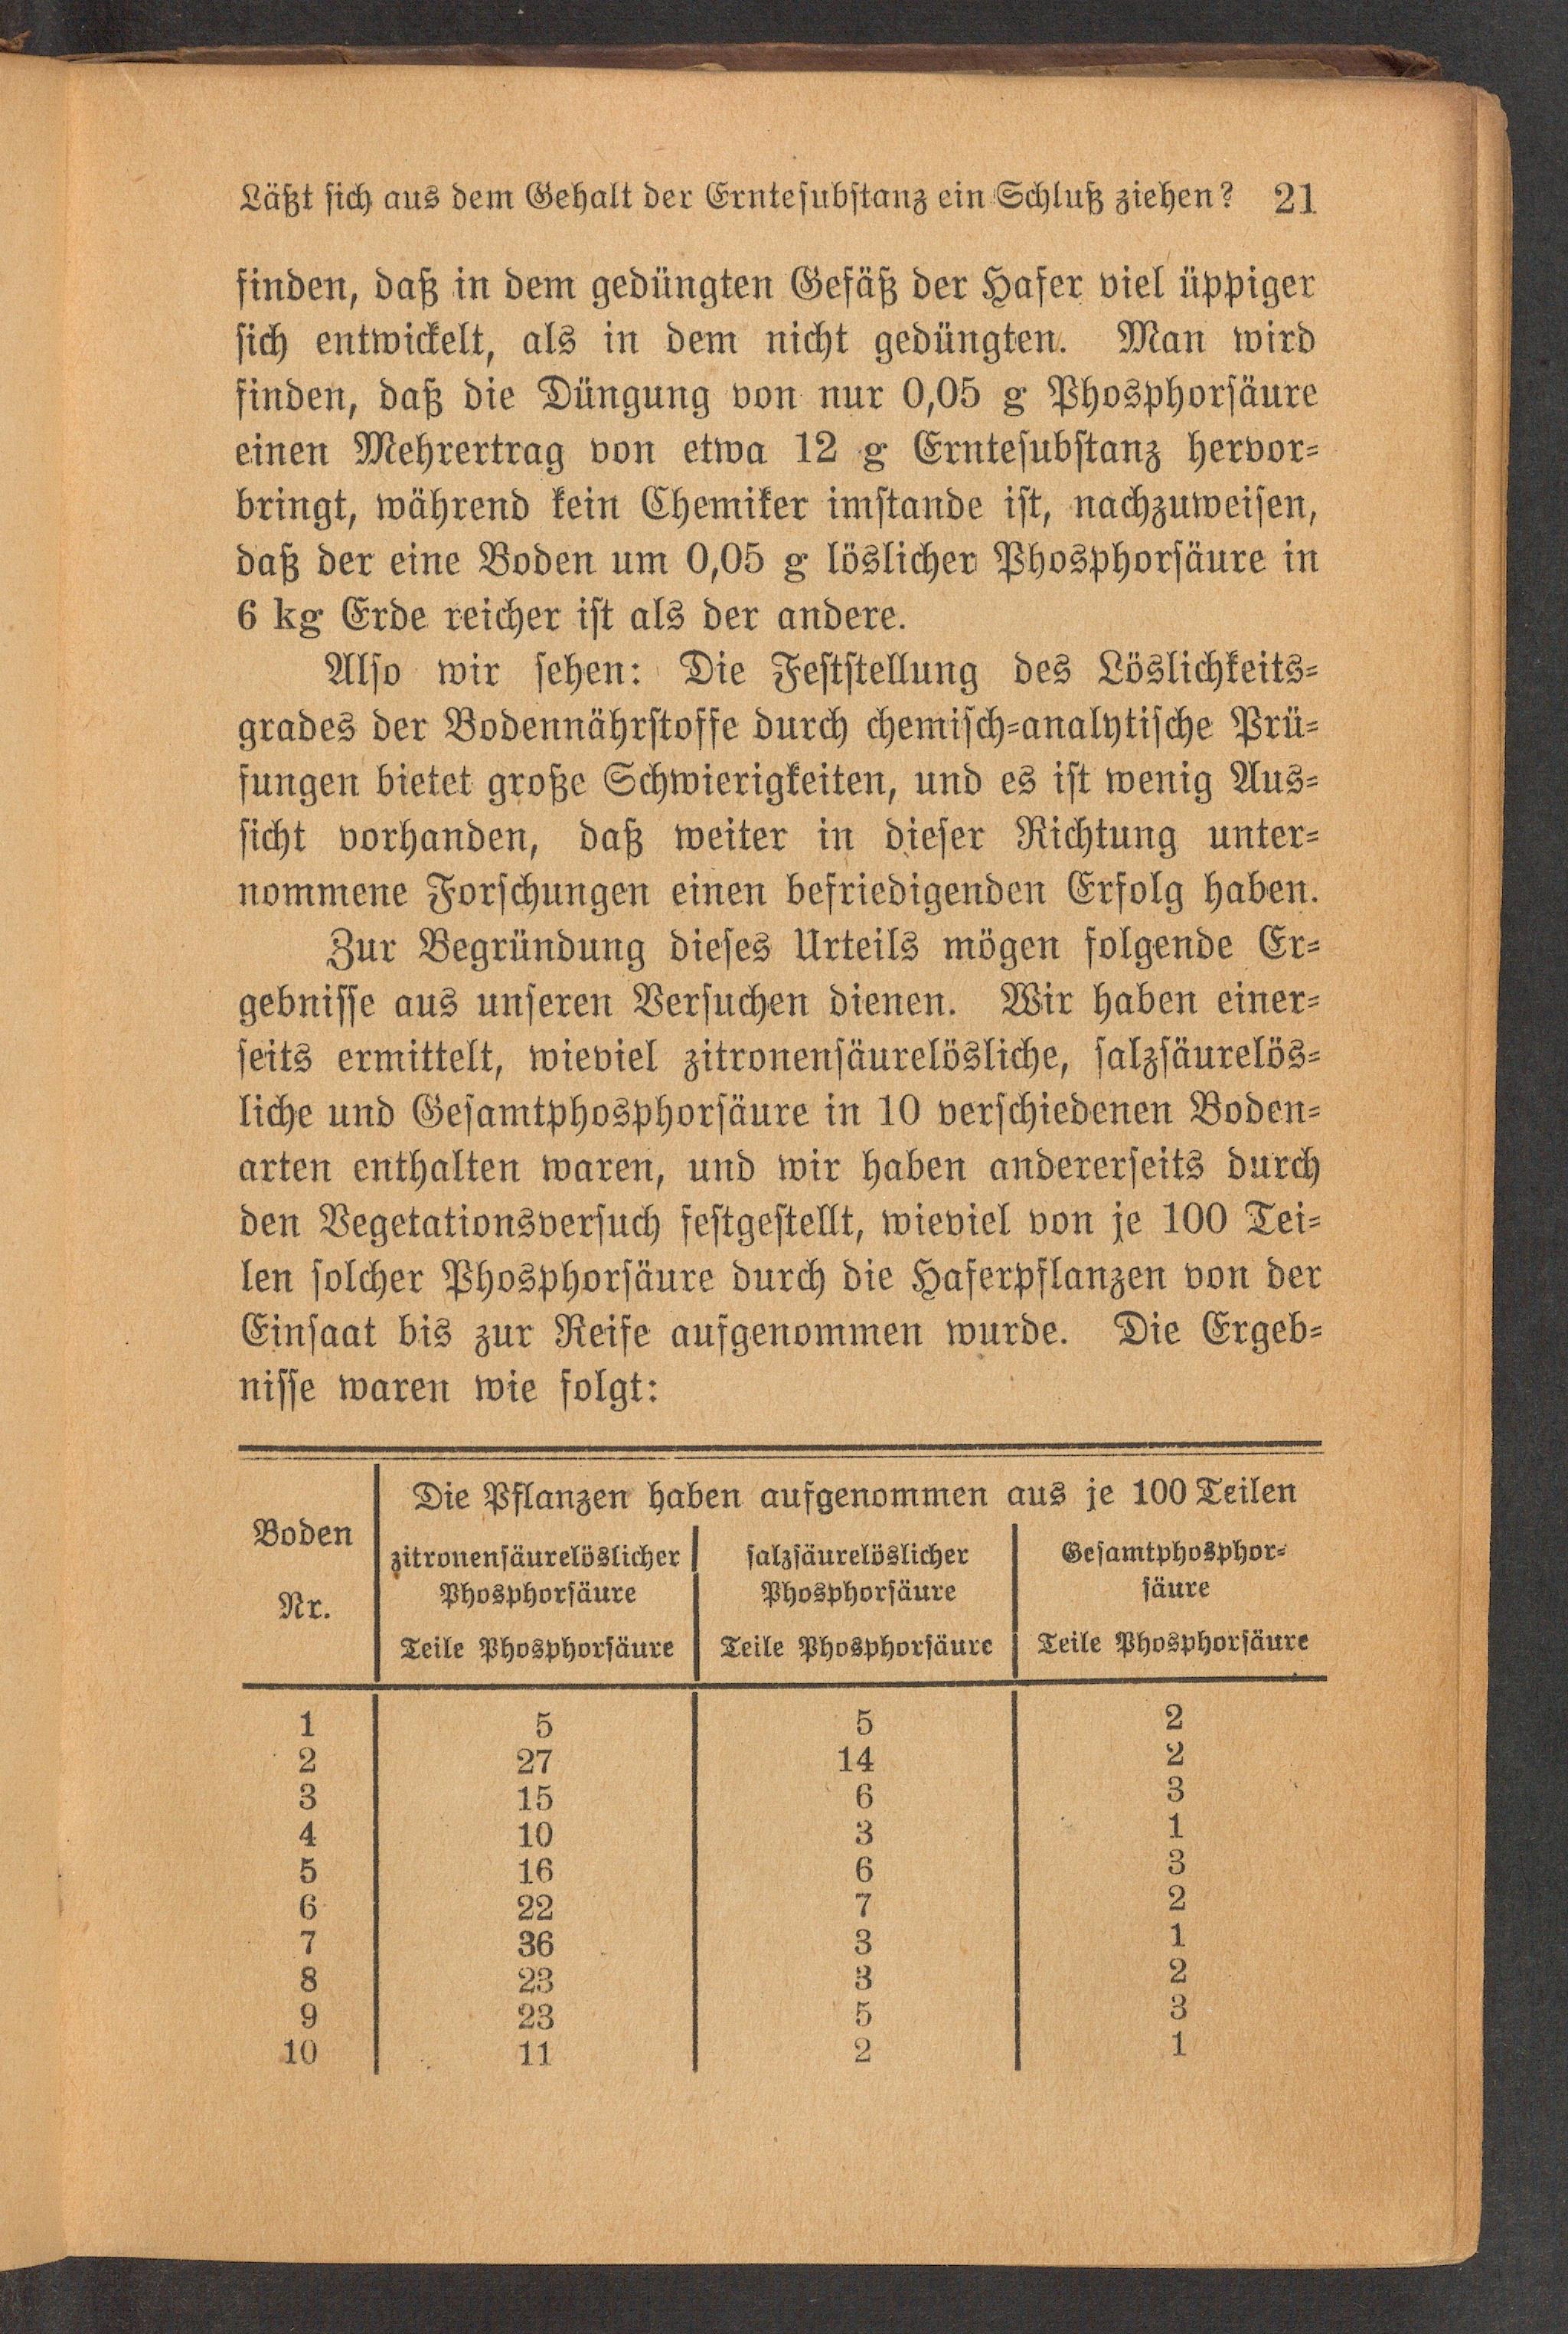 Läßt sich aus dem Gehalt der Erntesubstanz ein Schluß ziehen? 21
finden, daß in dem gedüngten Gefäß der Hafer viel üppiger
sich entwickelt, als in dem nicht gedüngten. Man wird
finden, daß die Düngung von nur 0,05 g Phosphorsäure
einen Mehrertrag von etwa 12 g Erntesubstanz hervor-
bringt, während kein Chemiker imstande ist, nachzuweisen,
daß der eine Boden um 0,05 g löslicher Phosphorsäure in
6 kg Erde reicher ist als der andere.
Also wir sehen: Die Feststellung des Löslichkeits-
grades der Bodennährstoffe durch chemisch-analytische Prü-
fungen bietet große Schwierigkeiten, und es ist wenig Aus-
sicht vorhanden, daß weiter in dieser Richtung unter-
nommene Forschungen einen befriedigenden Erfolg haben.
Zur Begründung dieses Urteils mögen folgende Er-
gebnisse aus unseren Versuchen dienen. Wir haben einer-
seits ermittelt, wieviel zitronensäurelösliche, salzsäurelös-
liche und Gesamtphosphorsäure in 10 verschiedenen Boden-
arten enthalten waren, und wir haben andererseits durch
den Vegetationsversuch festgestellt, wieviel von je 100 Tei-
len solcher Phosphorsäure durch die Haferpflanzen von der
Einsaat bis zur Reife aufgenommen wurde. Die Ergeb-
nisse waren wie folgt:
Boden
Nr.
Die Pflanzen haben aufgenommen aus je 100 Teilen
zitronensäurelöslicher
Phosphorsäure
Teile Phosphorsäure
salzsäurelöslicher
Phosphorsäure
Teile Phosphorsäure
Gesamtphosphor-
säure
Teile Phosphorsäure
1 5 5 2
2 27 14 2
3 15 6 3
4 10 3 1
5 16 6 3
6 22 7 2
7 36 3 1
8 23 3 2
9 23 5 3
10 11 2 1